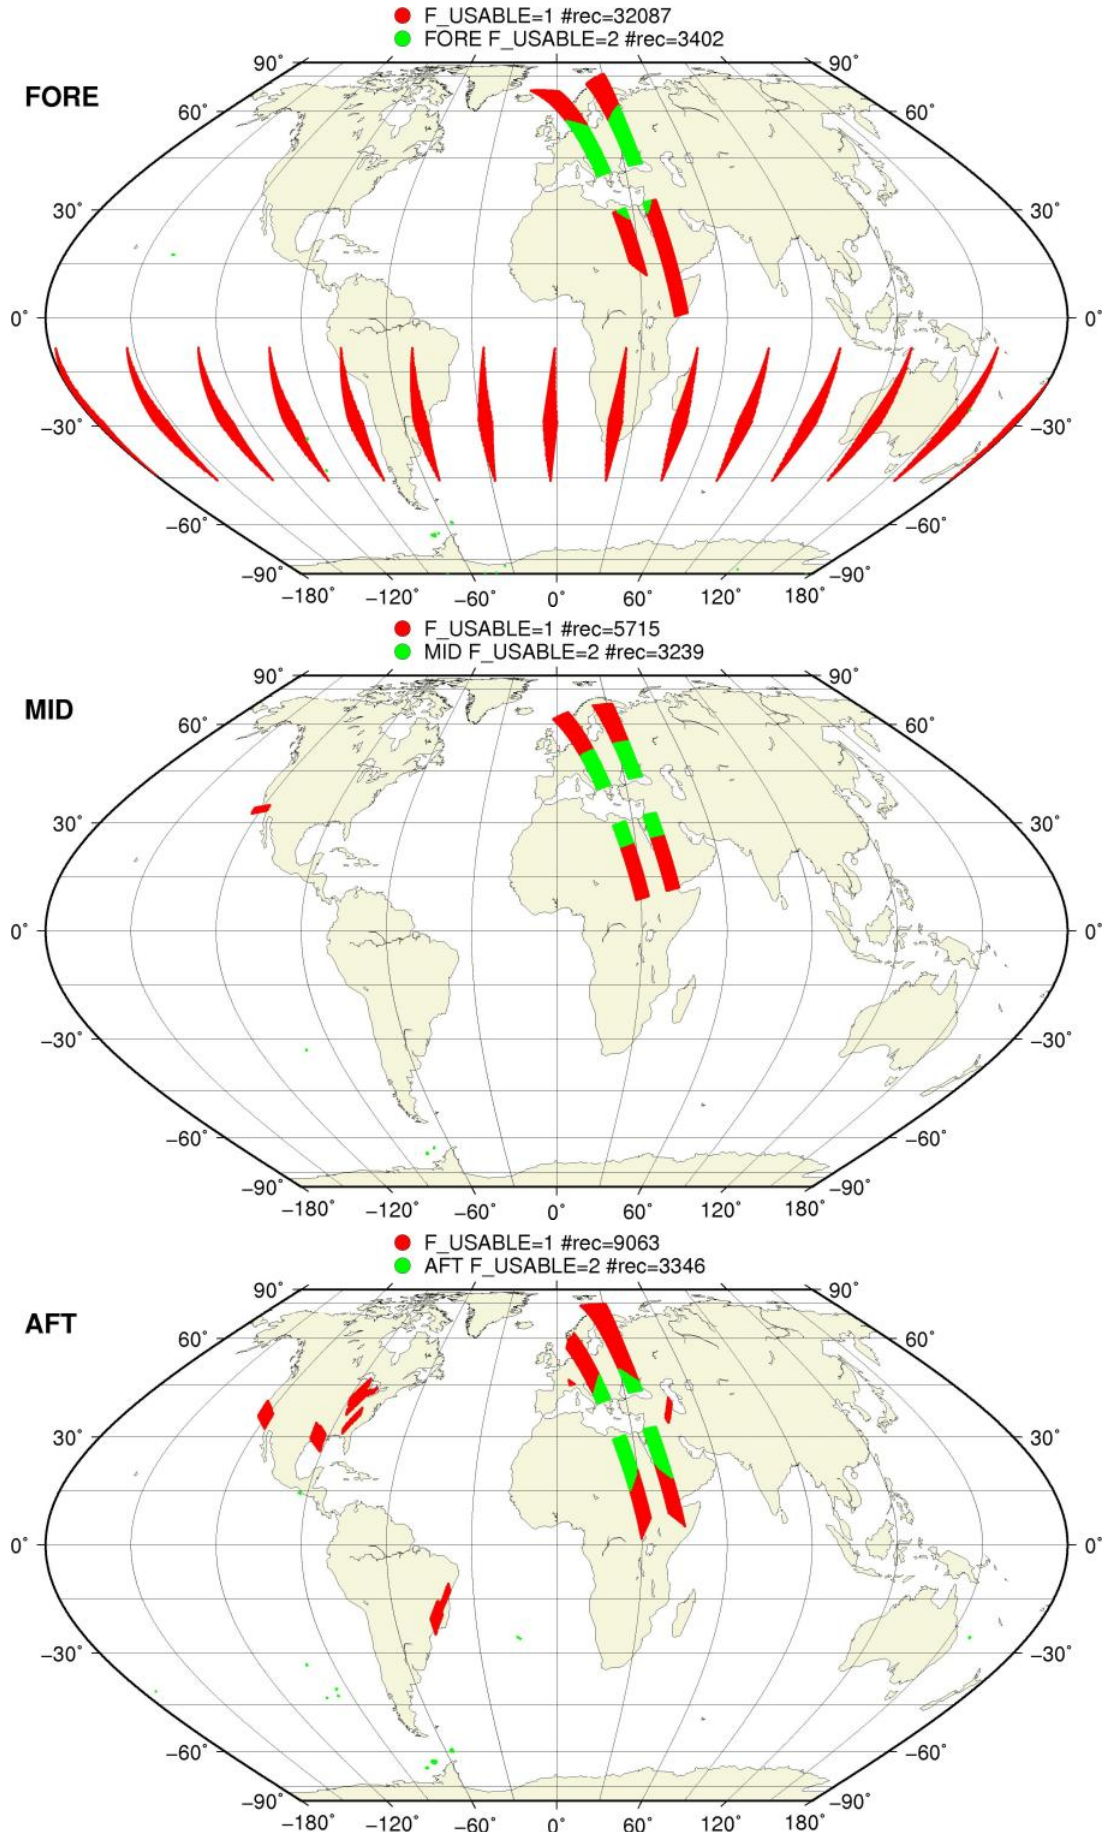 F_USABLE=1 #rec=32087
FORE F_USABLE=2 #rec=3402
FORE
90° 90°
60° 60°
30° 30°
0° 0°
−30° −30°
−60° −60°
−90° −90°
−180° −120° −60° 0° 60° 120° 180°
F_USABLE=1 #rec=5715
MID F_USABLE=2 #rec=3239
MID
90° 90°
60° 60°
30° 30°
0° 0°
−30° −30°
−60° −60°
−90° −90°
−180° −120° −60° 0° 60° 120° 180°
F_USABLE=1 #rec=9063
AFT F_USABLE=2 #rec=3346
AFT
90° 90°
60° 60°
30° 30°
0° 0°
−30° −30°
−60° −60°
−90° −90°
−180° −120° −60° 0° 60° 120° 180°